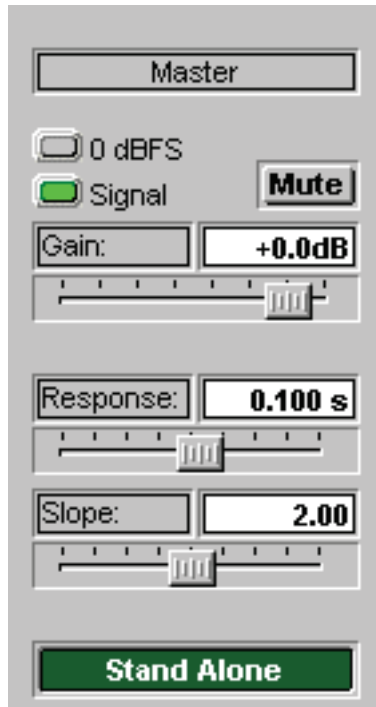 Master
0 dBFS
Signal
Mute
Gain: +0.0dB
Response: 0.100 s
Slope: 2.00
Stand Alone